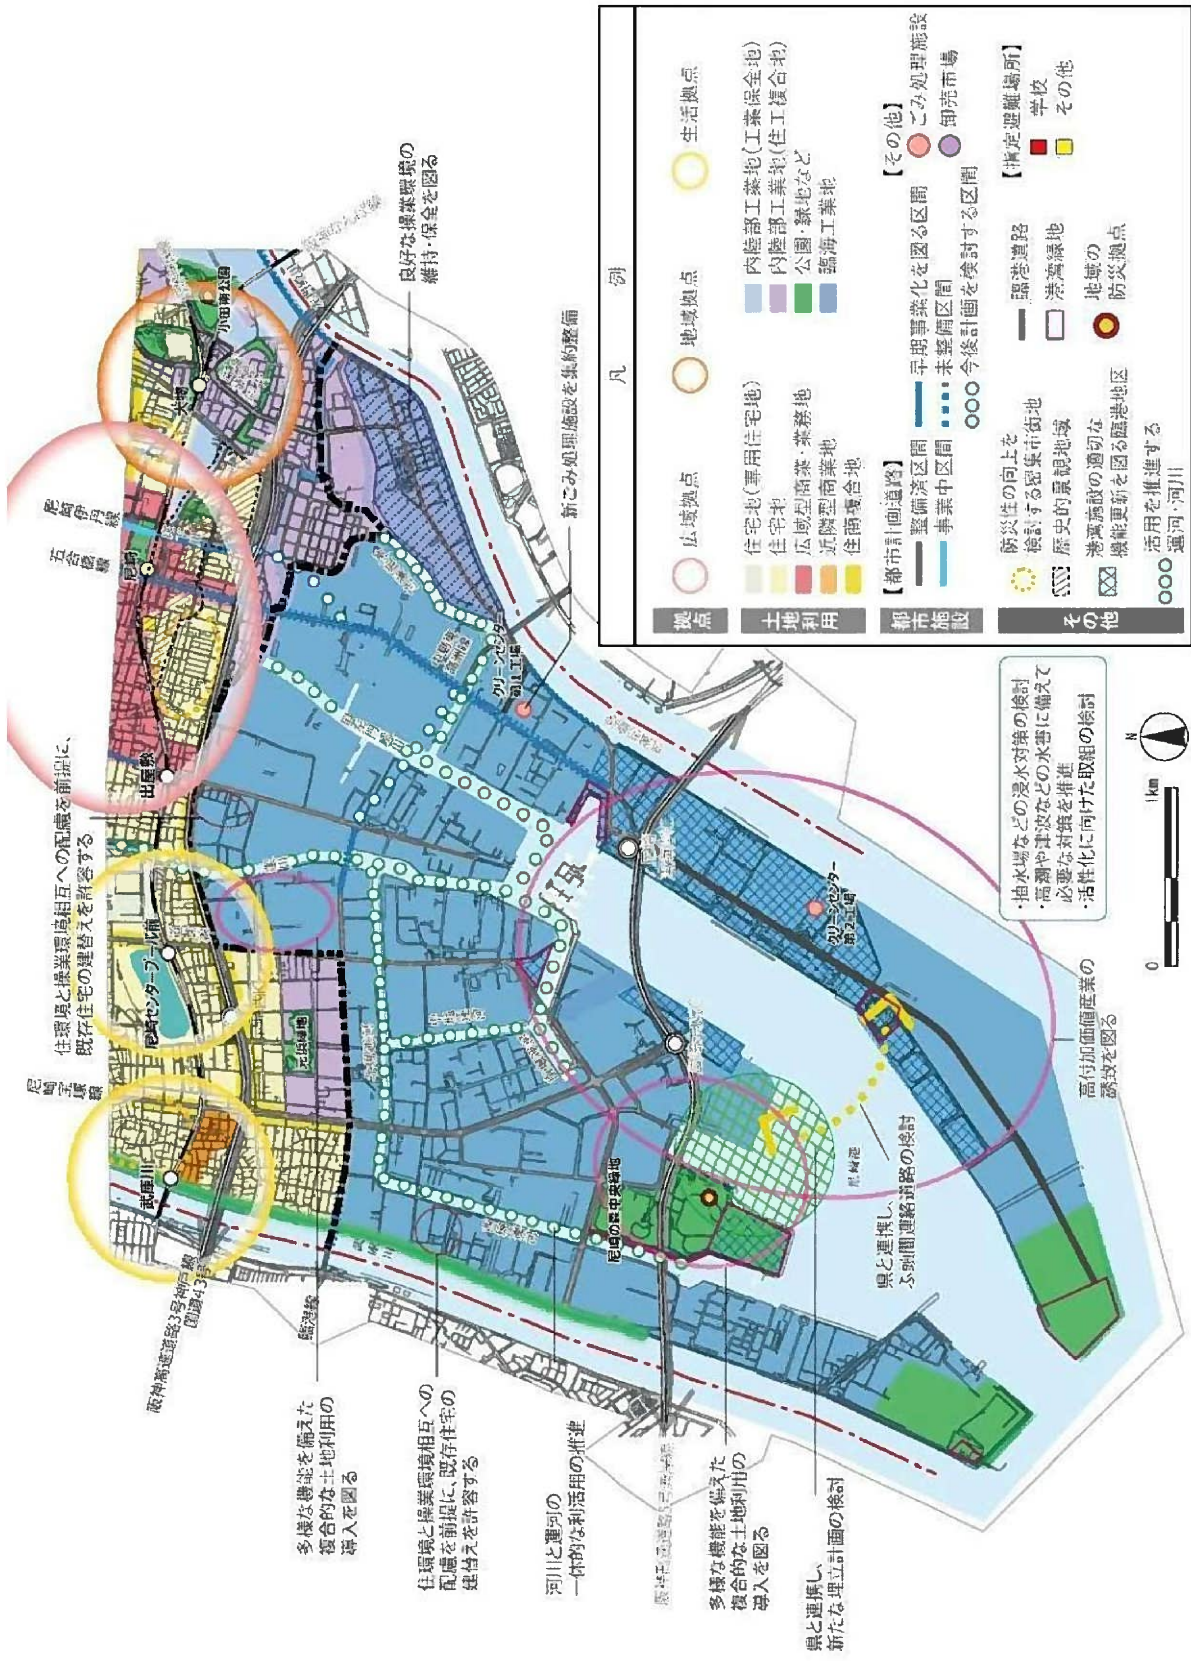 尼崎宝塚線
住環境と操業環境相互への配慮を前提に、
既存住宅の建替えを許容する
五合橋線
尼崎伊丹線
武庫川
尼崎センタープール前
出屋敷
尼崎
大物
小田南公園
阪神高速道路3号神戸線
国道43号
元浜緑地
臨港線
武庫川
良好な操業環境の
維持・保全を図る
多様な機能を備えた
複合的な土地利用の
導入を図る
住環境と操業環境相互への
配慮を前提に、既存住宅の
建替えを許容する
クリーンセンター
第1工場
新ごみ処理施設を集約整備
河川と運河の
一体的な利活用の推進
尼崎の森中央緑地
多様な機能を備えた
複合的な土地利用の
導入を図る
県と連携し、
新たな埋立計画の検討
尼崎港
県と連携し、
ふ頭間連絡道路の検討
クリーンセンター
第2工場
高付加価値産業の
誘致を図る
・抽水場などの浸水対策の検討
・高潮や津波などの水害に備えて
必要な対策を推進
・活性化に向けた取組の検討
N
0 1km
凡 例
拠点
広域拠点 地域拠点 生活拠点
土地利用
住宅地(専用住宅地)
住宅地
広域型商業・業務地
近隣型商業地
住商複合地
内陸部工業地(工業保全地)
内陸部工業地(住工複合地)
公園・緑地など
臨海工業地
都市施設
【都市計画道路】
整備済区間
事業中区間
早期事業化を図る区間
未整備区間
今後計画を検討する区間
【その他】
ごみ処理施設
卸売市場
その他
防災性の向上を
検討する密集市街地
歴史的景観地域
港湾施設の適切な
機能更新を図る臨港地区
活用を推進する
運河・河川
臨港道路
港湾緑地
地域の
防災拠点
【指定避難場所】
学校
その他